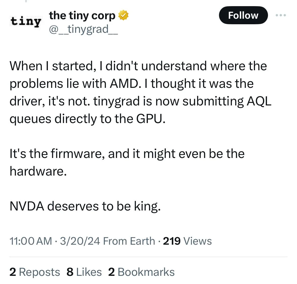 tiny
the tiny corp
@__tinygrad__
Follow
When I started, I didn't understand where the
problems lie with AMD. I thought it was the
driver, it's not. tinygrad is now submitting AQL
queues directly to the GPU.
It's the firmware, and it might even be the
hardware.
NVDA deserves to be king.
11:00 AM · 3/20/24 From Earth · 219 Views
2 Reposts 8 Likes 2 Bookmarks